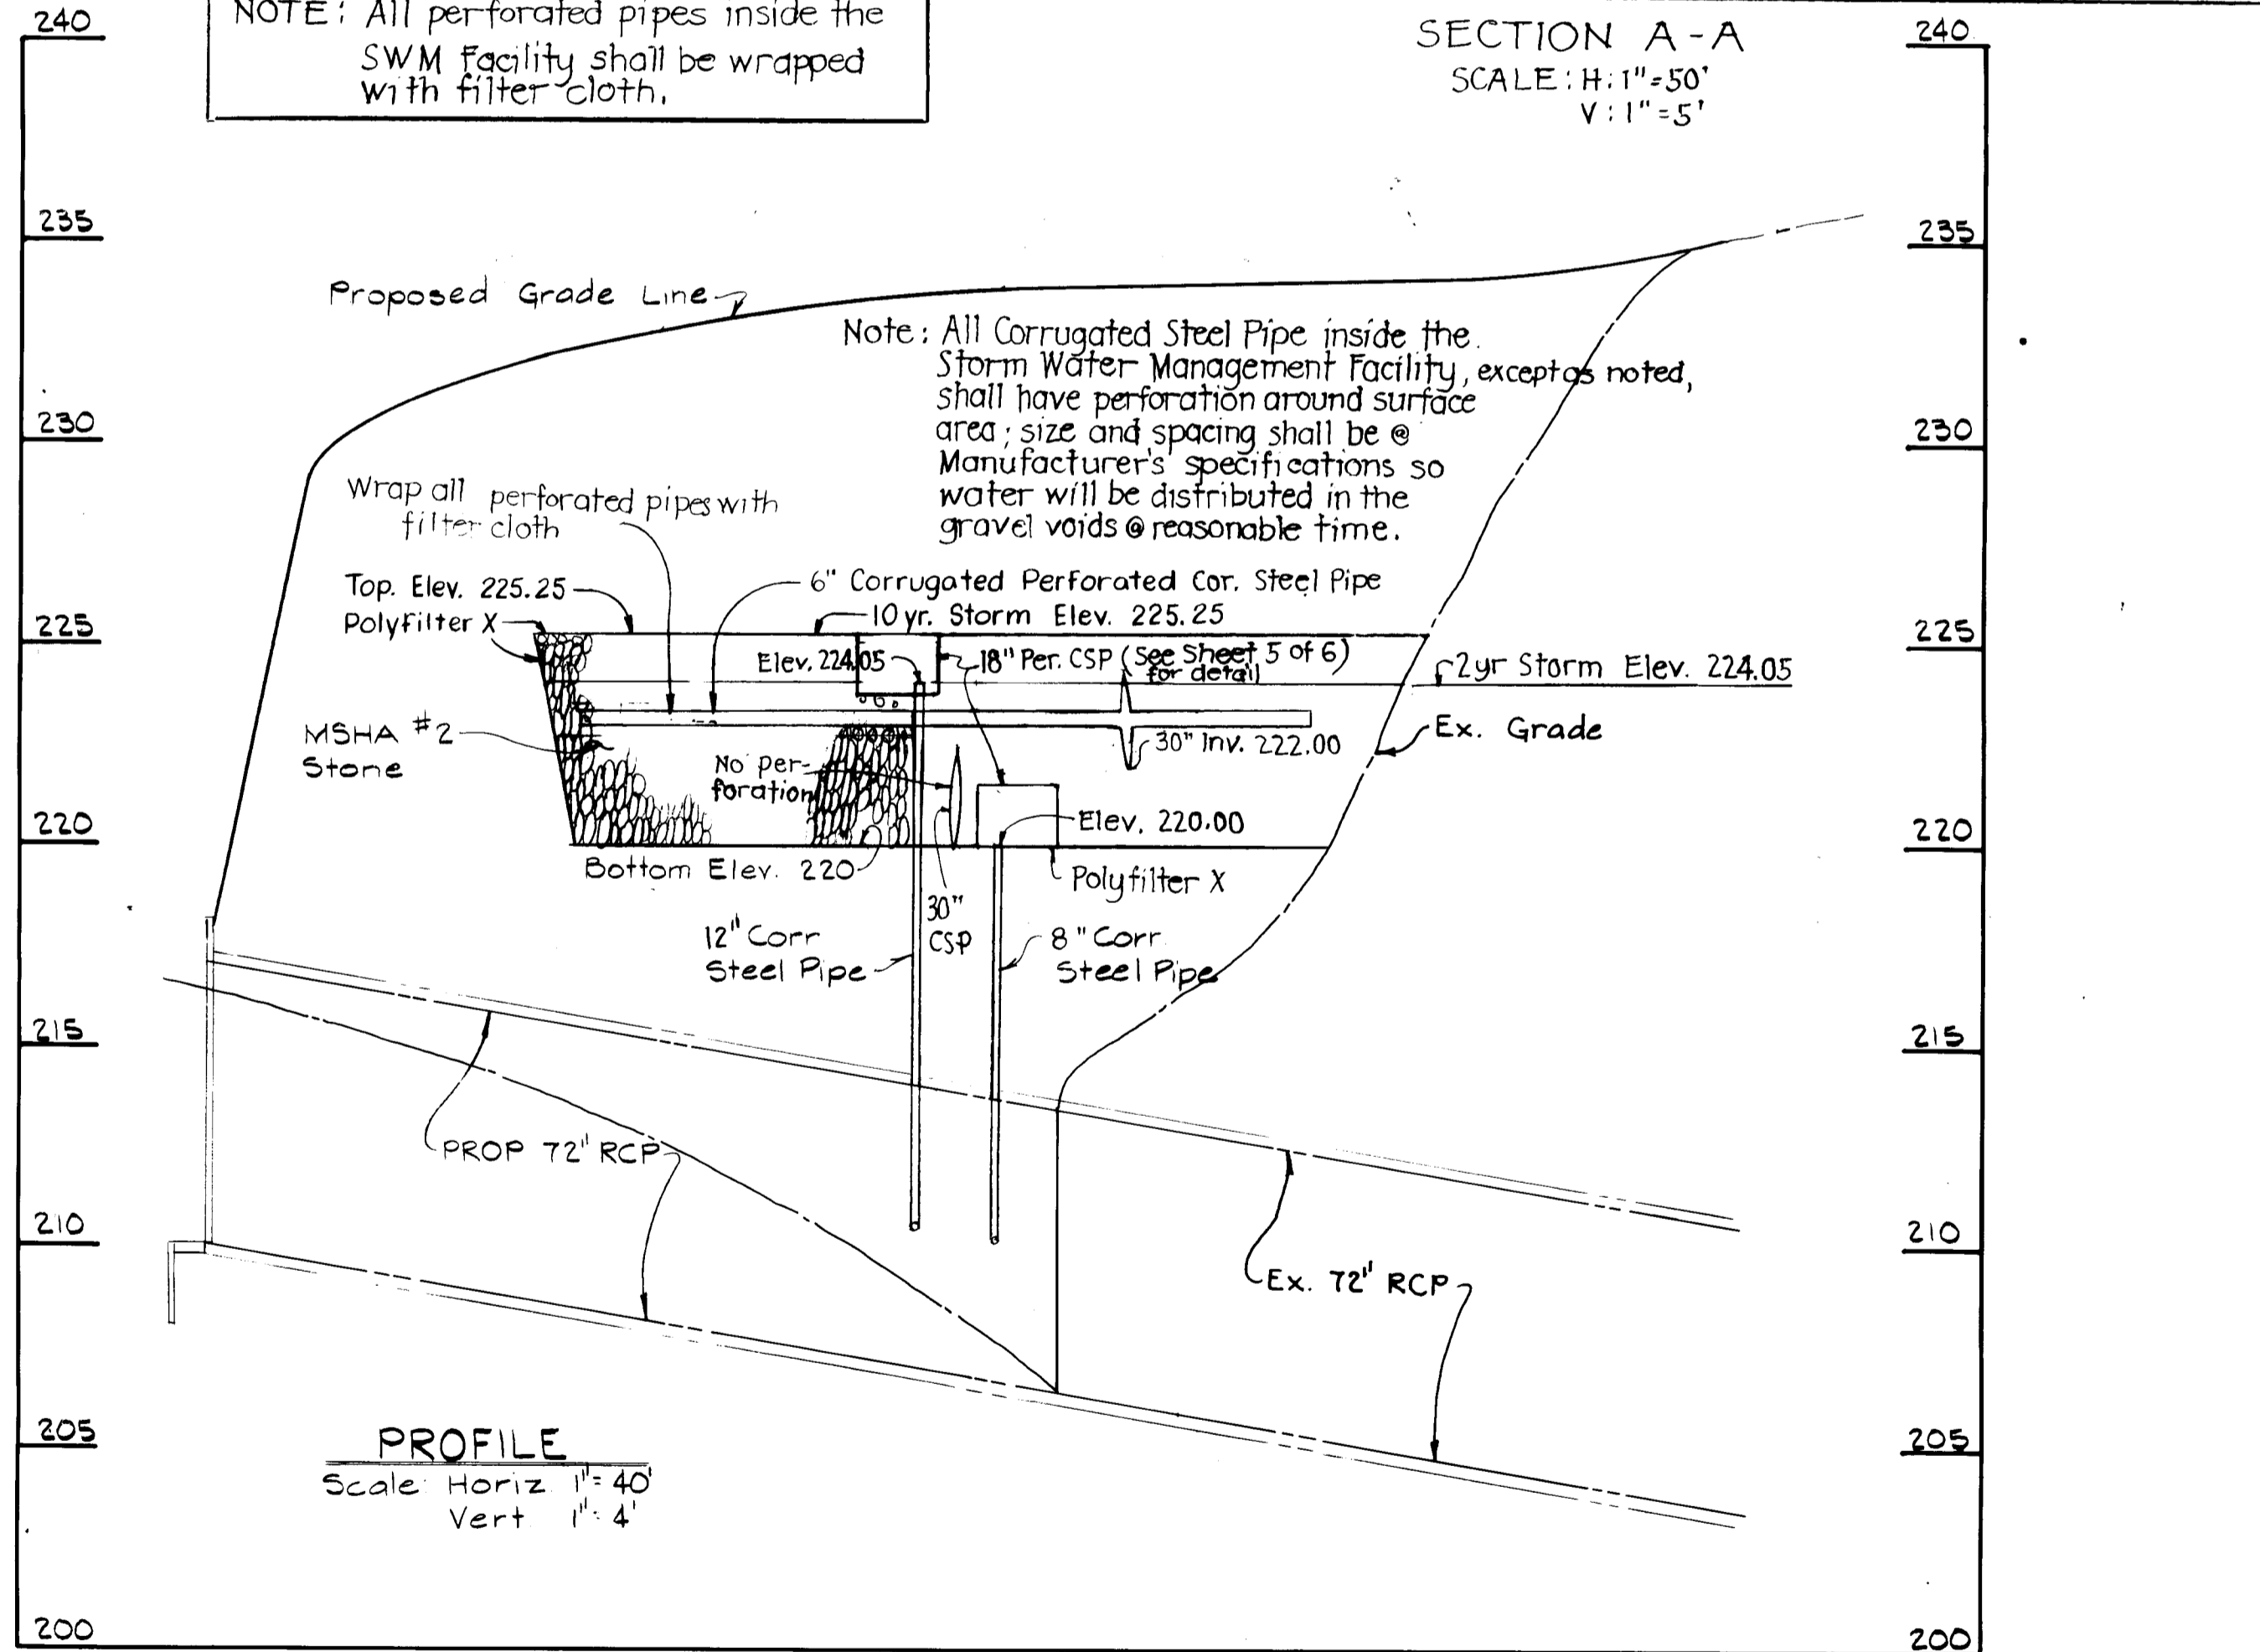 NOTE: All perforated pipes inside the
SWM Facility shall be wrapped
with filter cloth.
SECTION A-A
SCALE: H: 1"=50'
V: 1"=5'
240
235
230
225
220
215
210
205
200
240
235
230
225
220
215
210
205
200
Proposed Grade Line
Note: All Corrugated Steel Pipe inside the
Storm Water Management Facility, except as noted,
shall have perforation around surface
area; size and spacing shall be @
Manufacturer's specifications so
water will be distributed in the
gravel voids @ reasonable time.
Wrap all perforated pipes with
filter cloth
Top. Elev. 225.25
Polyfilter X
6" Corrugated Perforated Cor. Steel Pipe
10 yr. Storm Elev. 225.25
Elev. 224.05
18" Per. CSP (See Sheet 5 of 6)
for detail
2yr Storm Elev. 224.05
MSHA #2
Stone
No per-
foration
30" Inv. 222.00
Ex. Grade
Elev. 220.00
Bottom Elev. 220
Polyfilter X
30"
CSP
12" Corr
Steel Pipe
8" Corr.
Steel Pipe
PROP 72" RCP
Ex. 72" RCP
PROFILE
Scale: Horiz 1"= 40'
Vert 1": 4'